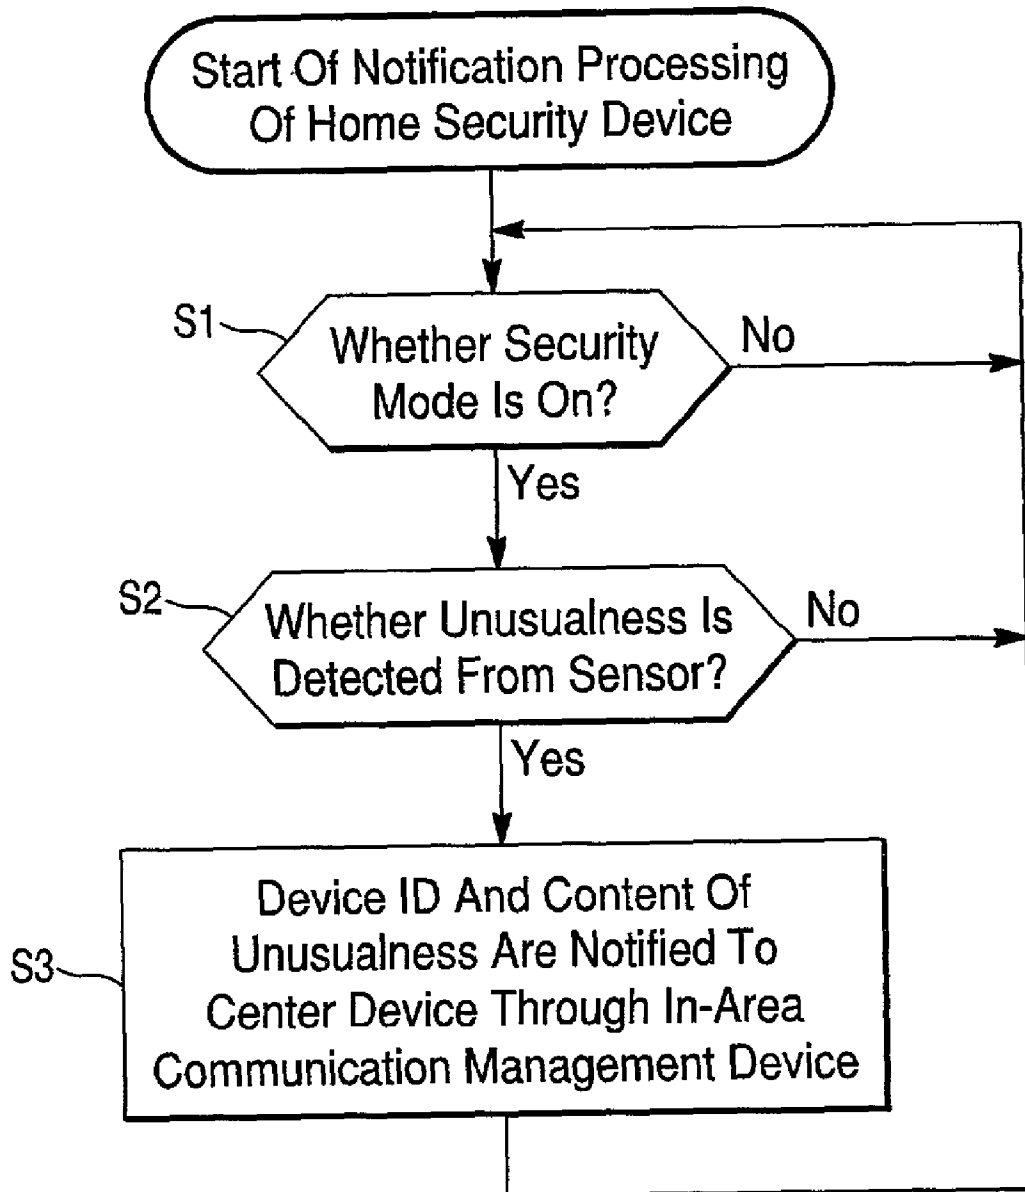 Start Of Notification Processing
Of Home Security Device
S1
Whether Security
Mode Is On?
No
Yes
S2
Whether Unusualness Is
Detected From Sensor?
No
Yes
S3
Device ID And Content Of
Unusualness Are Notified To
Center Device Through In-Area
Communication Management Device